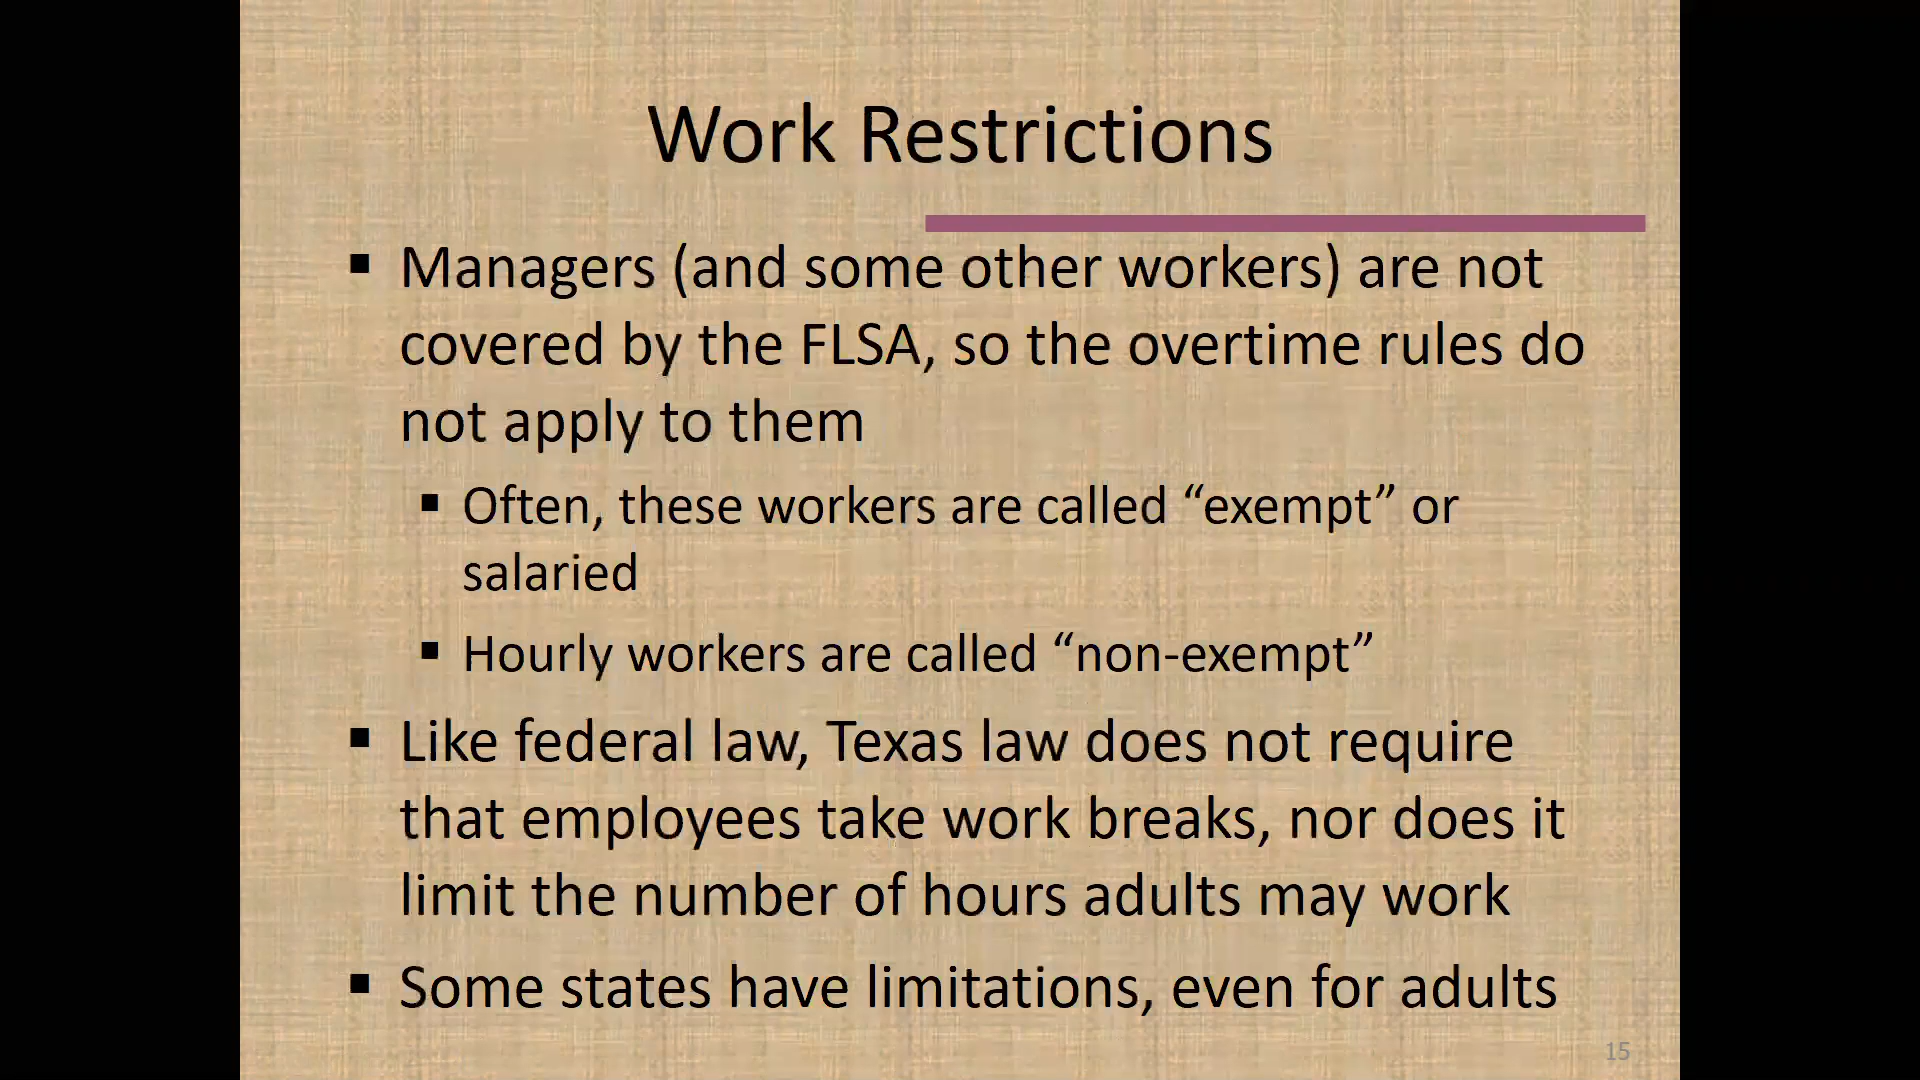 Work Restrictions
▪ Managers (and some other workers) are not
covered by the FLSA, so the overtime rules do
not apply to them
▪ Often, these workers are called “exempt” or
salaried
▪ Hourly workers are called “non-exempt”
▪ Like federal law, Texas law does not require
that employees take work breaks, nor does it
limit the number of hours adults may work
▪ Some states have limitations, even for adults
15